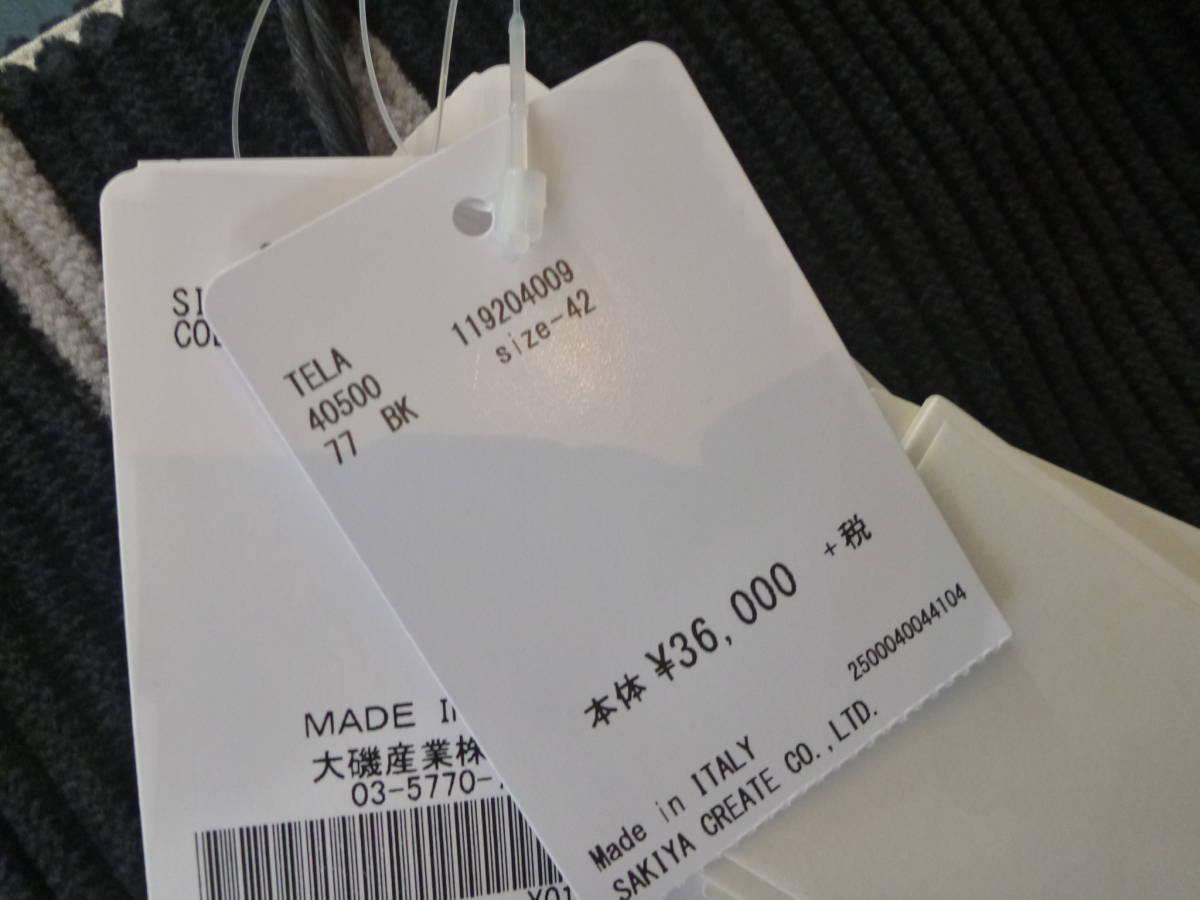 119204009
size-42
TELA
40500
77 BK
本体 ¥36,000 +税
2500040044104
Made in ITALY
SAKIYA CREATE CO.,LTD.
SI
MADE
大磯産業株
03-5770-